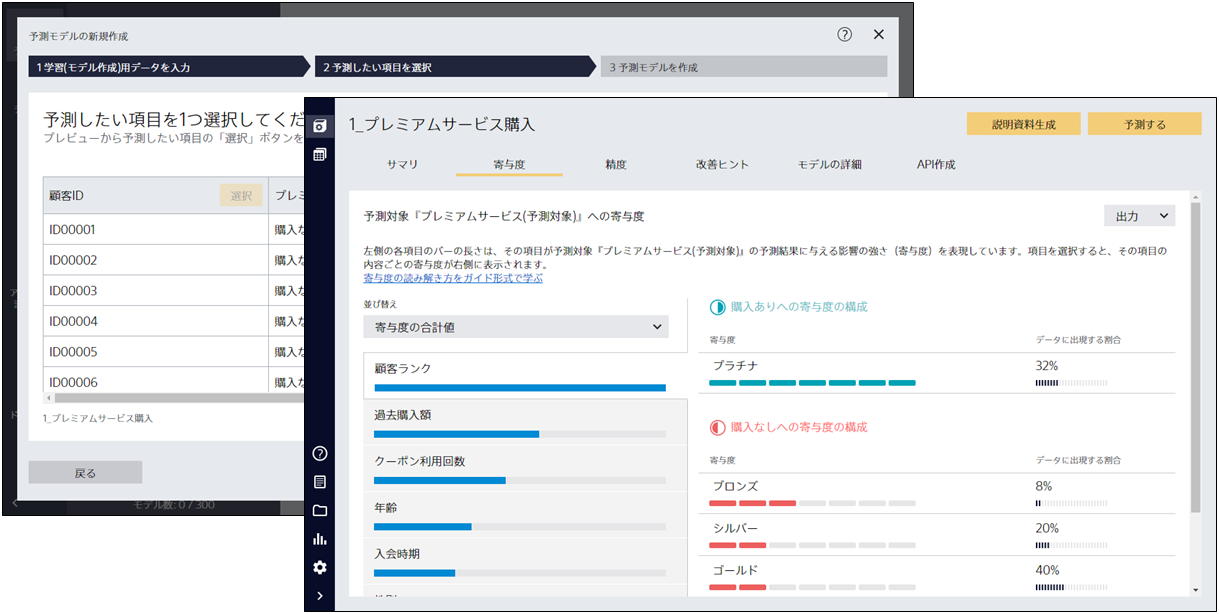 予測モデルの新規作成
1 学習(モデル作成)用データを入力
2 予測したい項目を選択
3 予測モデルを作成
予測したい項目を1つ選択してくだ
プレビューから予測したい項目の「選択」ボタンを
顧客ID
選択
プレミ
ID00001
購入な
ID00002
購入な
ID00003
購入な
ID00004
購入な
ID00005
購入な
ID00006
購入な
1_プレミアムサービス購入
戻る
モデル数: 0 / 300
1_プレミアムサービス購入
説明資料生成
予測する
サマリ
寄与度
精度
改善ヒント
モデルの詳細
API作成
予測対象『プレミアムサービス(予測対象)』への寄与度
出力
左側の各項目のバーの長さは、その項目が予測対象『プレミアムサービス(予測対象)』の予測結果に与える影響の強さ（寄与度）を表現しています。項目を選択すると、その項目の
内容ごとの寄与度が右側に表示されます。
寄与度の読み解き方をガイド形式で学ぶ
並び替え
寄与度の合計値
顧客ランク
過去購入額
クーポン利用回数
年齢
入会時期
購入ありへの寄与度の構成
寄与度
データに出現する割合
プラチナ
32%
購入なしへの寄与度の構成
寄与度
データに出現する割合
ブロンズ
8%
シルバー
20%
ゴールド
40%